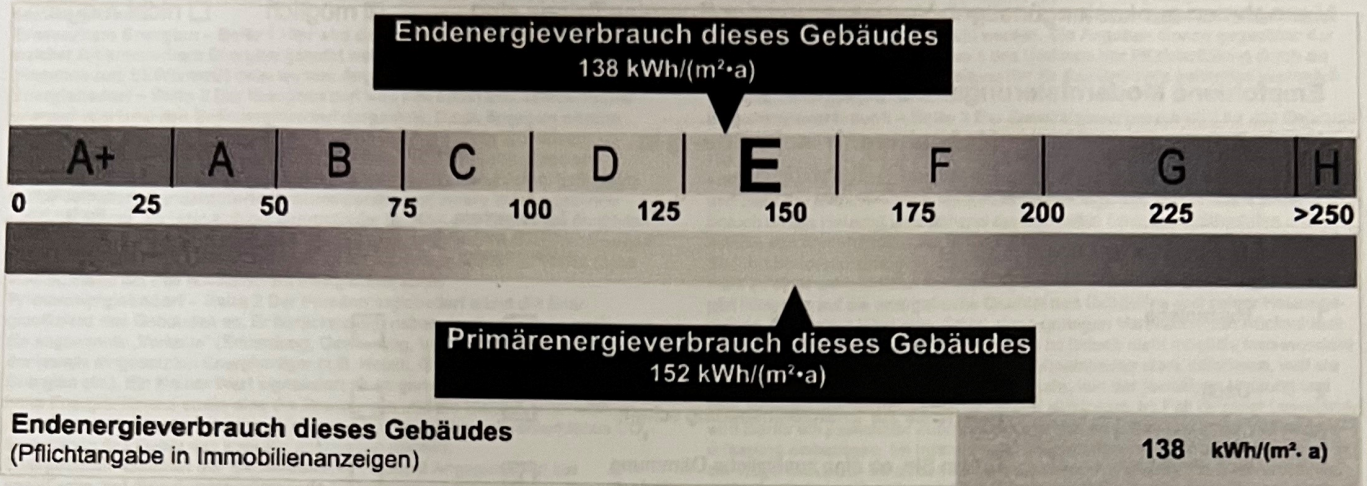 Endenergieverbrauch dieses Gebäudes
138 kWh/(m²•a)
A+ A B C D E F G H
0 25 50 75 100 125 150 175 200 225 >250
Primärenergieverbrauch dieses Gebäudes
152 kWh/(m²•a)
Endenergieverbrauch dieses Gebäudes
(Pflichtangabe in Immobilienanzeigen) 138 kWh/(m²· a)